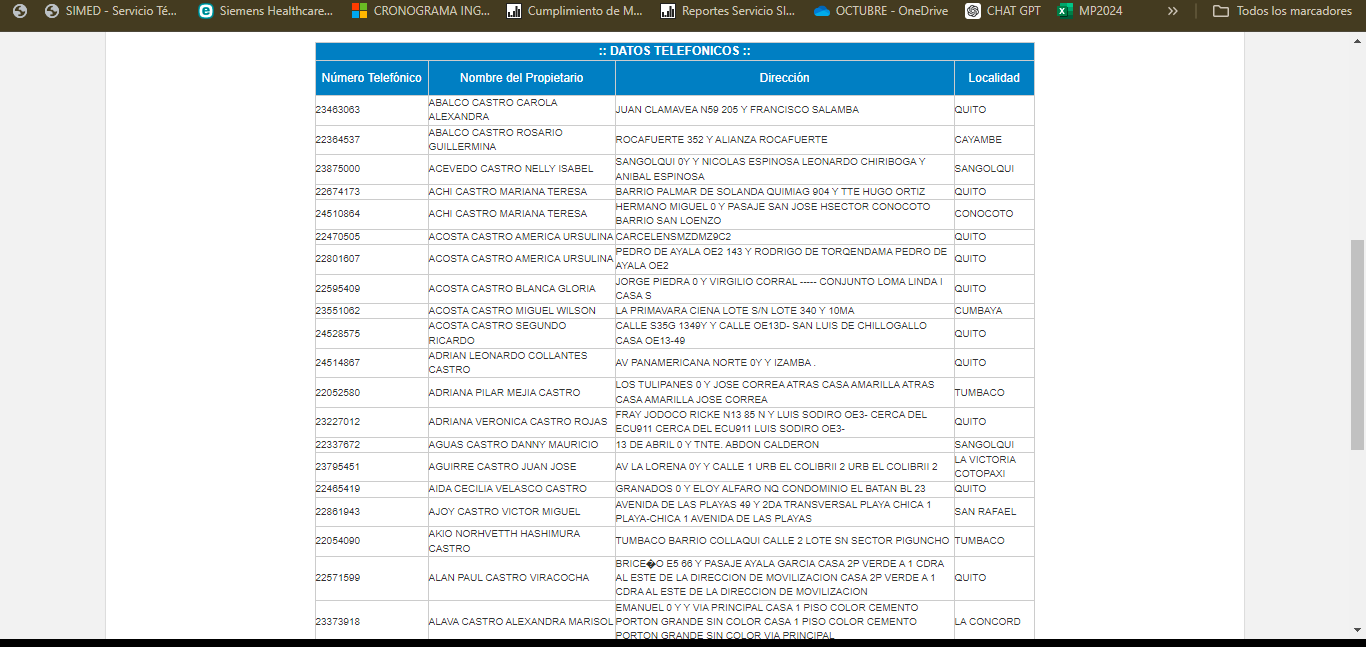 SIMED - Servicio Té...
Siemens Healthcare...
CRONOGRAMA ING...
Cumplimiento de M...
Reportes Servicio SI...
OCTUBRE - OneDrive
CHAT GPT
MP2024
»
Todos los marcadores
:: DATOS TELEFONICOS ::
Número Telefónico Nombre del Propietario Dirección Localidad
23463063
ABALCO CASTRO CAROLA
ALEXANDRA
JUAN CLAMAVEA N59 205 Y FRANCISCO SALAMBA
QUITO
22364537
ABALCO CASTRO ROSARIO
GUILLERMINA
ROCAFUERTE 352 Y ALIANZA ROCAFUERTE
CAYAMBE
23875000
ACEVEDO CASTRO NELLY ISABEL
SANGOLQUI 0Y Y NICOLAS ESPINOSA LEONARDO CHIRIBOGA Y
ANIBAL ESPINOSA
SANGOLQUI
22674173
ACHI CASTRO MARIANA TERESA
BARRIO PALMAR DE SOLANDA QUIMIAG 904 Y TTE HUGO ORTIZ
QUITO
24510864
ACHI CASTRO MARIANA TERESA
HERMANO MIGUEL 0 Y PASAJE SAN JOSE HSECTOR CONOCOTO
BARRIO SAN LOENZO
CONOCOTO
22470505
ACOSTA CASTRO AMERICA URSULINA
CARCELENSMZDMZ9C2
QUITO
22801607
ACOSTA CASTRO AMERICA URSULINA
PEDRO DE AYALA OE2 143 Y RODRIGO DE TORQENDAMA PEDRO DE
AYALA OE2
QUITO
22595409
ACOSTA CASTRO BLANCA GLORIA
JORGE PIEDRA 0 Y VIRGILIO CORRAL ----- CONJUNTO LOMA LINDA I
CASA S
QUITO
23551062
ACOSTA CASTRO MIGUEL WILSON
LA PRIMAVARA CIENA LOTE S/N LOTE 340 Y 10MA
CUMBAYA
24528575
ACOSTA CASTRO SEGUNDO
RICARDO
CALLE S35G 1349Y Y CALLE OE13D- SAN LUIS DE CHILLOGALLO
CASA OE13-49
QUITO
24514867
ADRIAN LEONARDO COLLANTES
CASTRO
AV PANAMERICANA NORTE 0Y Y IZAMBA .
QUITO
22052580
ADRIANA PILAR MEJIA CASTRO
LOS TULIPANES 0 Y JOSE CORREA ATRAS CASA AMARILLA ATRAS
CASA AMARILLA JOSE CORREA
TUMBACO
23227012
ADRIANA VERONICA CASTRO ROJAS
FRAY JODOCO RICKE N13 85 N Y LUIS SODIRO OE3- CERCA DEL
ECU911 CERCA DEL ECU911 LUIS SODIRO OE3-
QUITO
22337672
AGUAS CASTRO DANNY MAURICIO
13 DE ABRIL 0 Y TNTE. ABDON CALDERON
SANGOLQUI
23795451
AGUIRRE CASTRO JUAN JOSE
AV LA LORENA 0Y Y CALLE 1 URB EL COLIBRII 2 URB EL COLIBRII 2
LA VICTORIA
COTOPAXI
22465419
AIDA CECILIA VELASCO CASTRO
GRANADOS 0 Y ELOY ALFARO NQ CONDOMINIO EL BATAN BL 23
QUITO
22861943
AJOY CASTRO VICTOR MIGUEL
AVENIDA DE LAS PLAYAS 49 Y 2DA TRANSVERSAL PLAYA CHICA 1
PLAYA-CHICA 1 AVENIDA DE LAS PLAYAS
SAN RAFAEL
22054090
AKIO NORHVETTH HASHIMURA
CASTRO
TUMBACO BARRIO COLLAQUI CALLE 2 LOTE SN SECTOR PIGUNCHO
TUMBACO
22571599
ALAN PAUL CASTRO VIRACOCHA
BRICE�O E5 66 Y PASAJE AYALA GARCIA CASA 2P VERDE A 1 CDRA
AL ESTE DE LA DIRECCION DE MOVILIZACION CASA 2P VERDE A 1
CDRA AL ESTE DE LA DIRECCION DE MOVILIZACION
QUITO
23373918
ALAVA CASTRO ALEXANDRA MARISOL
EMANUEL 0 Y Y VIA PRINCIPAL CASA 1 PISO COLOR CEMENTO
PORTON GRANDE SIN COLOR CASA 1 PISO COLOR CEMENTO
PORTON GRANDE SIN COLOR VIA PRINCIPAL
LA CONCORD